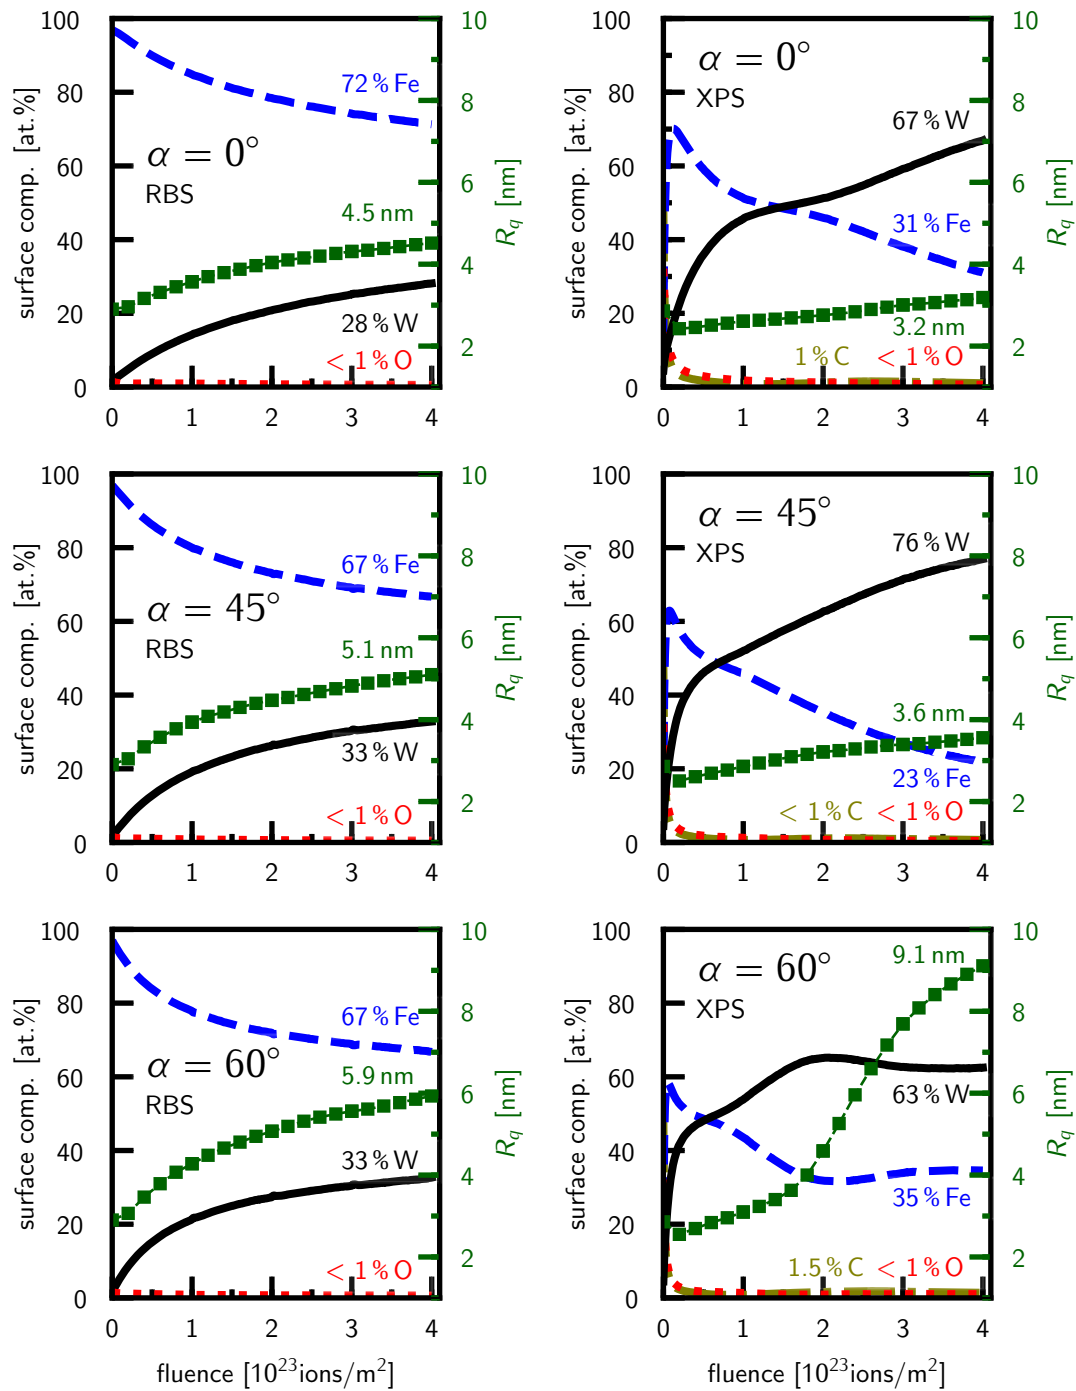 100
80
60
40
20
0
surface comp. [at.%]
72 % Fe
α = 0°
RBS
4.5 nm
28 % W
< 1 % O
10
8
6
4
2
R_q [nm]
0 1 2 3 4
100
80
60
40
20
0
surface comp. [at.%]
α = 0°
XPS
67 % W
31 % Fe
3.2 nm
1 % C < 1 % O
10
8
6
4
2
R_q [nm]
0 1 2 3 4
100
80
60
40
20
0
surface comp. [at.%]
67 % Fe
α = 45°
RBS
5.1 nm
33 % W
< 1 % O
10
8
6
4
2
R_q [nm]
0 1 2 3 4
100
80
60
40
20
0
surface comp. [at.%]
α = 45°
XPS
76 % W
3.6 nm
23 % Fe
< 1 % C < 1 % O
10
8
6
4
2
R_q [nm]
0 1 2 3 4
100
80
60
40
20
0
surface comp. [at.%]
67 % Fe
α = 60°
RBS
5.9 nm
33 % W
< 1 % O
10
8
6
4
2
R_q [nm]
0 1 2 3 4
fluence [10²³ions/m²]
100
80
60
40
20
0
surface comp. [at.%]
9.1 nm
α = 60°
XPS
63 % W
35 % Fe
1.5 % C < 1 % O
10
8
6
4
2
R_q [nm]
0 1 2 3 4
fluence [10²³ions/m²]